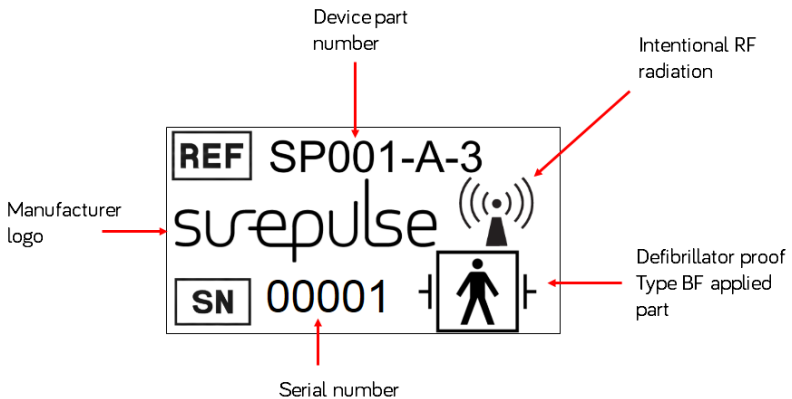 Device part
number
Intentional RF
radiation
REF SP001-A-3
Manufacturer
logo
surepulse
Defibrillator proof
Type BF applied
part
SN 00001
Serial number